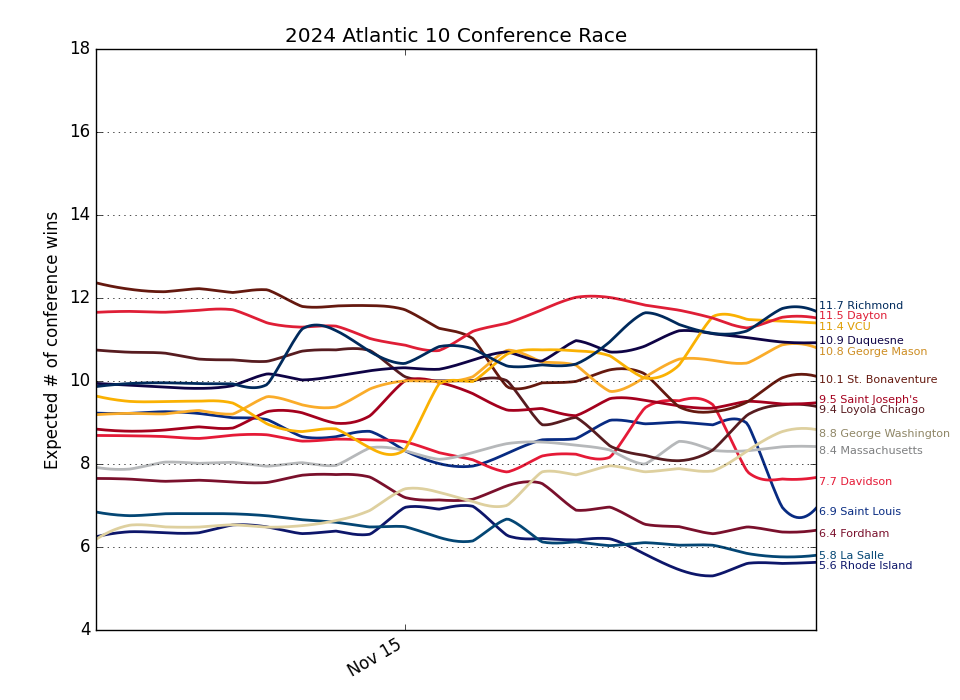 2024 Atlantic 10 Conference Race
Expected # of conference wins
18
16
14
12
10
8
6
4
Nov 15
11.7 Richmond
11.5 Dayton
11.4 VCU
10.9 Duquesne
10.8 George Mason
10.1 St. Bonaventure
9.5 Saint Joseph's
9.4 Loyola Chicago
8.8 George Washington
8.4 Massachusetts
7.7 Davidson
6.9 Saint Louis
6.4 Fordham
5.8 La Salle
5.6 Rhode Island